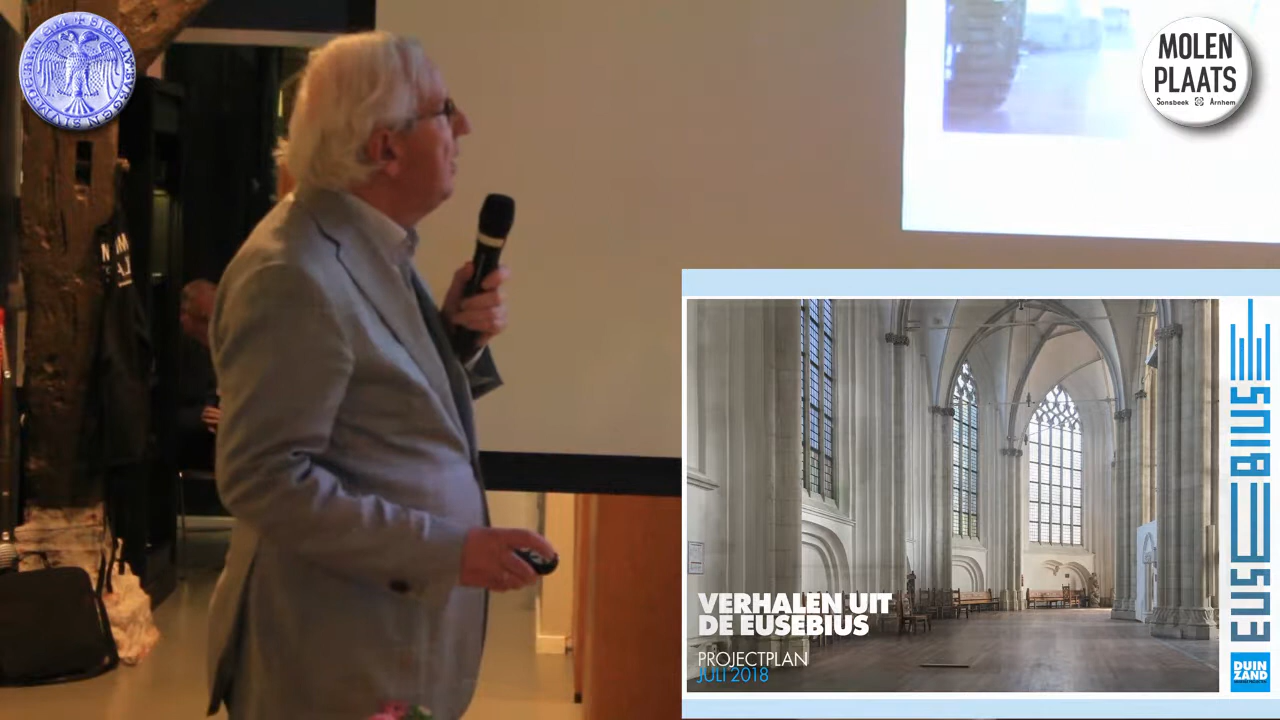 MOLEN
PLAATS
Sonsbeek Arnhem
VERHALEN UIT
DE EUSEBIUS
PROJECTPLAN
JULI 2018
EUSEBIUS
DUIN
ZAND